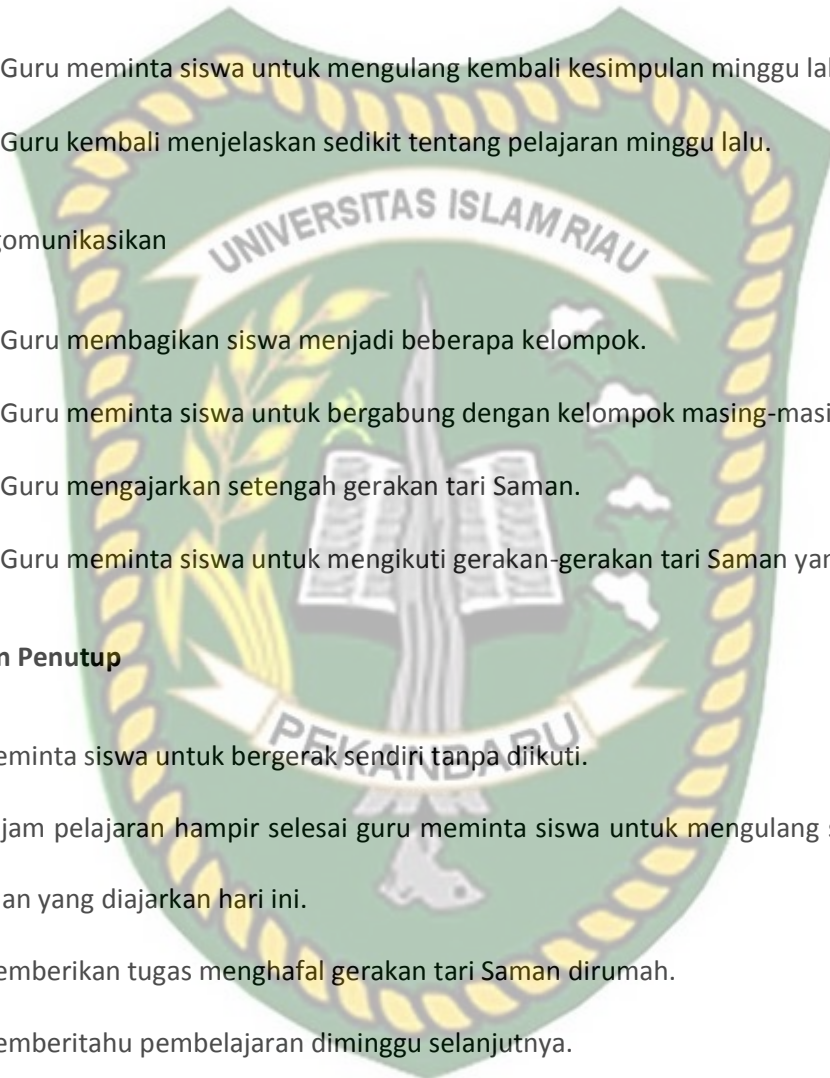 Guru meminta siswa untuk mengulang kembali kesimpulan minggu lal
Guru kembali menjelaskan sedikit tentang pelajaran minggu lalu.
gomunikasikan
UNIVERSITAS ISLAM RIAU
Guru membagikan siswa menjadi beberapa kelompok.
Guru meminta siswa untuk bergabung dengan kelompok masing-masi
Guru mengajarkan setengah gerakan tari Saman.
Guru meminta siswa untuk mengikuti gerakan-gerakan tari Saman yan
n Penutup
eminta siswa untuk bergerak sendiri tanpa diikuti.
PEKANBARU
jam pelajaran hampir selesai guru meminta siswa untuk mengulang s
an yang diajarkan hari ini.
emberikan tugas menghafal gerakan tari Saman dirumah.
emberitahu pembelajaran diminggu selanjutnya.